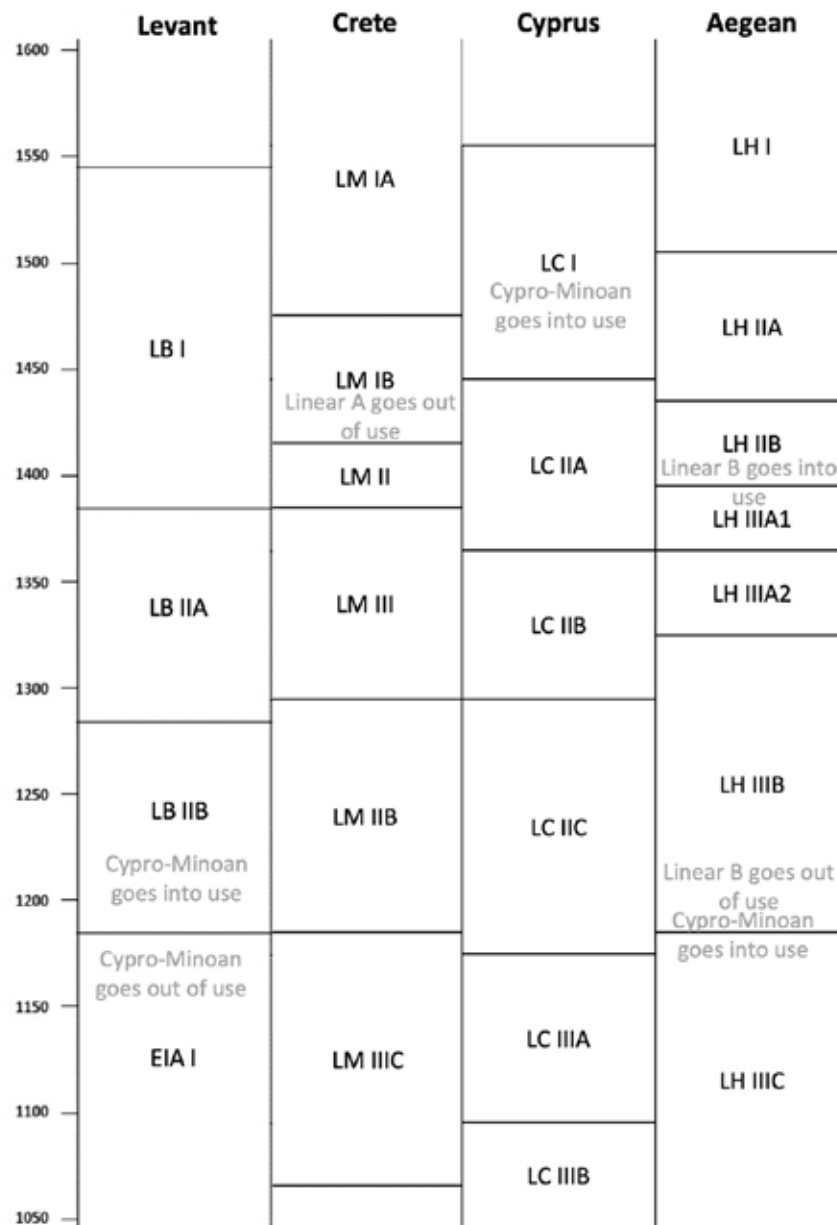 Levant
Crete
Cyprus
Aegean
1600
1550
1500
1450
1400
1350
1300
1250
1200
1150
1100
1050
LB I
LB IIA
LB IIB
Cypro-Minoan
goes into use
Cypro-Minoan
goes out of use
EIA I
LM IA
LM IB
Linear A goes out
of use
LM II
LM III
LM IIB
LM IIIC
LC I
Cypro-Minoan
goes into use
LC IIA
LC IIB
LC IIC
LC IIIA
LC IIIB
LH I
LH IIA
LH IIB
Linear B goes into
use
LH IIIA1
LH IIIA2
LH IIIB
Linear B goes out
of use
Cypro-Minoan
goes into use
LH IIIC